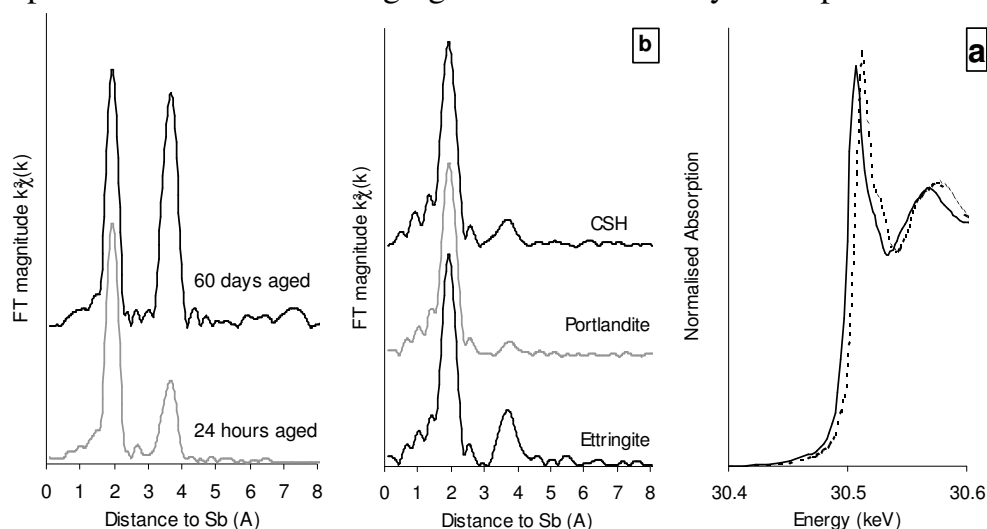 FT magnitude k³χ(k)
60 days aged
24 hours aged
0 1 2 3 4 5 6 7 8
Distance to Sb (A)
b
FT magnitude k³χ(k)
CSH
Portlandite
Ettringite
0 1 2 3 4 5 6 7 8
Distance to Sb (A)
a
Normalised Absorption
30.4 30.5 30.6
Energy (keV)